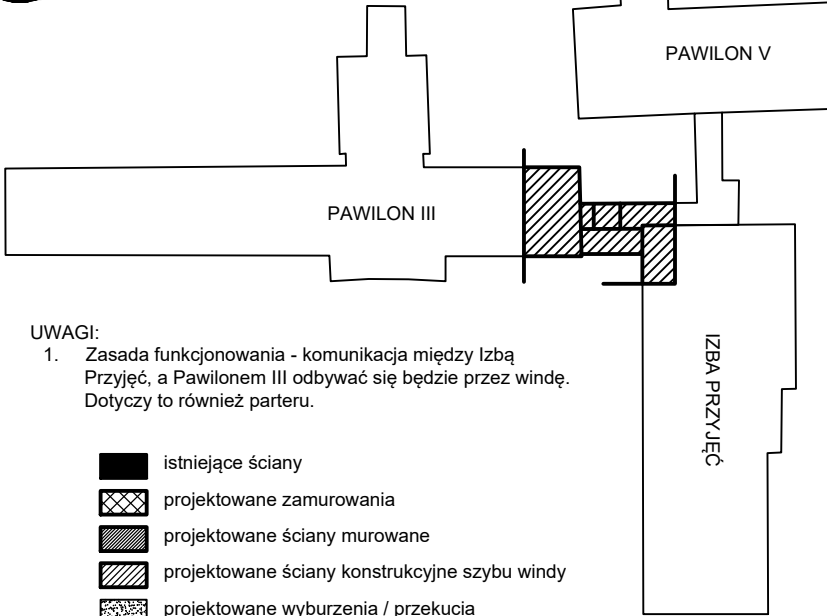 PAWILON V
PAWILON III
IZBA PRZYJĘĆ
UWAGI:
1. Zasada funkcjonowania - komunikacja między Izbą
Przyjęć, a Pawilonem III odbywać się będzie przez windę.
Dotyczy to również parteru.
istniejące ściany
projektowane zamurowania
projektowane ściany murowane
projektowane ściany konstrukcyjne szybu windy
projektowane wyburzenia / przekucia